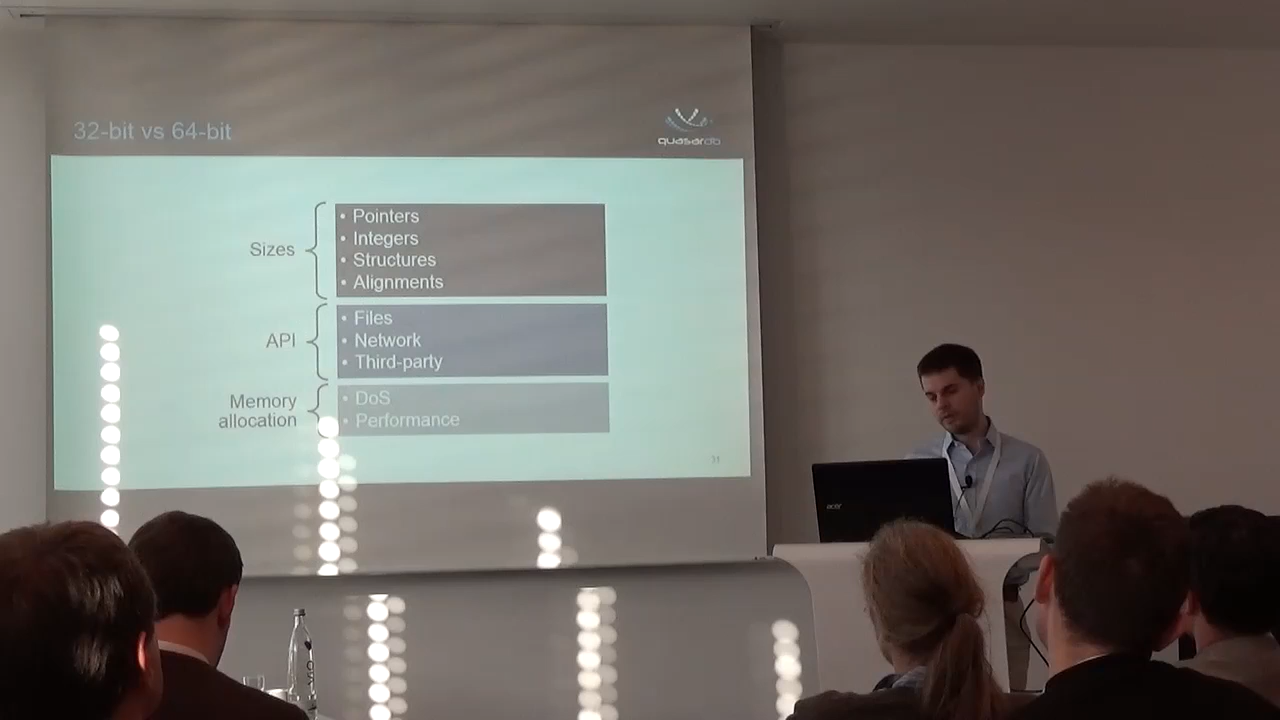 32-bit vs 64-bit
quasardb
Sizes
• Pointers
• Integers
• Structures
• Alignments
API
• Files
• Network
• Third-party
Memory
allocation
• DoS
• Performance
acer